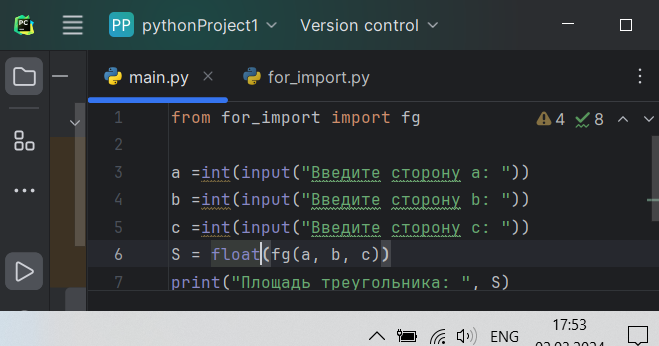 PC
PP pythonProject1 Version control
main.py for_import.py
1 from for_import import fg 4 8
2
3 a =int(input("Введите сторону a: "))
4 b =int(input("Введите сторону b: "))
5 c =int(input("Введите сторону c: "))
6 S = float(fg(a, b, c))
7 print("Площадь треугольника: ", S)
ENG 17:53